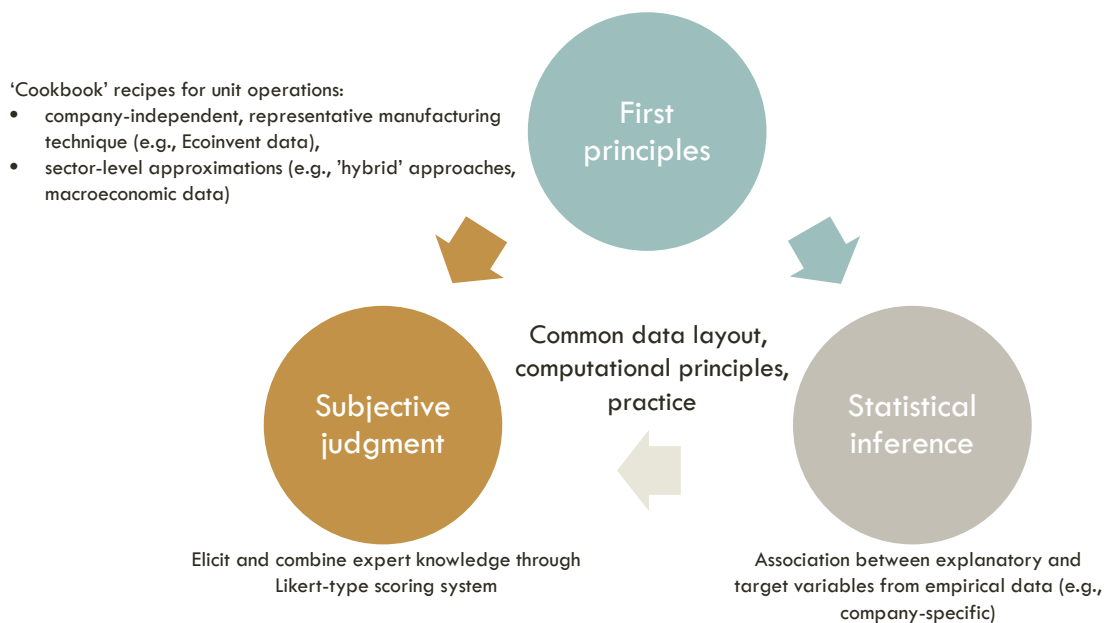 First
principles
‘Cookbook’ recipes for unit operations:
• company-independent, representative manufacturing
technique (e.g., Ecoinvent data),
• sector-level approximations (e.g., ’hybrid’ approaches,
macroeconomic data)
Common data layout,
computational principles,
practice
Subjective
judgment
Statistical
inference
Elicit and combine expert knowledge through
Likert-type scoring system
Association between explanatory and
target variables from empirical data (e.g.,
company-specific)